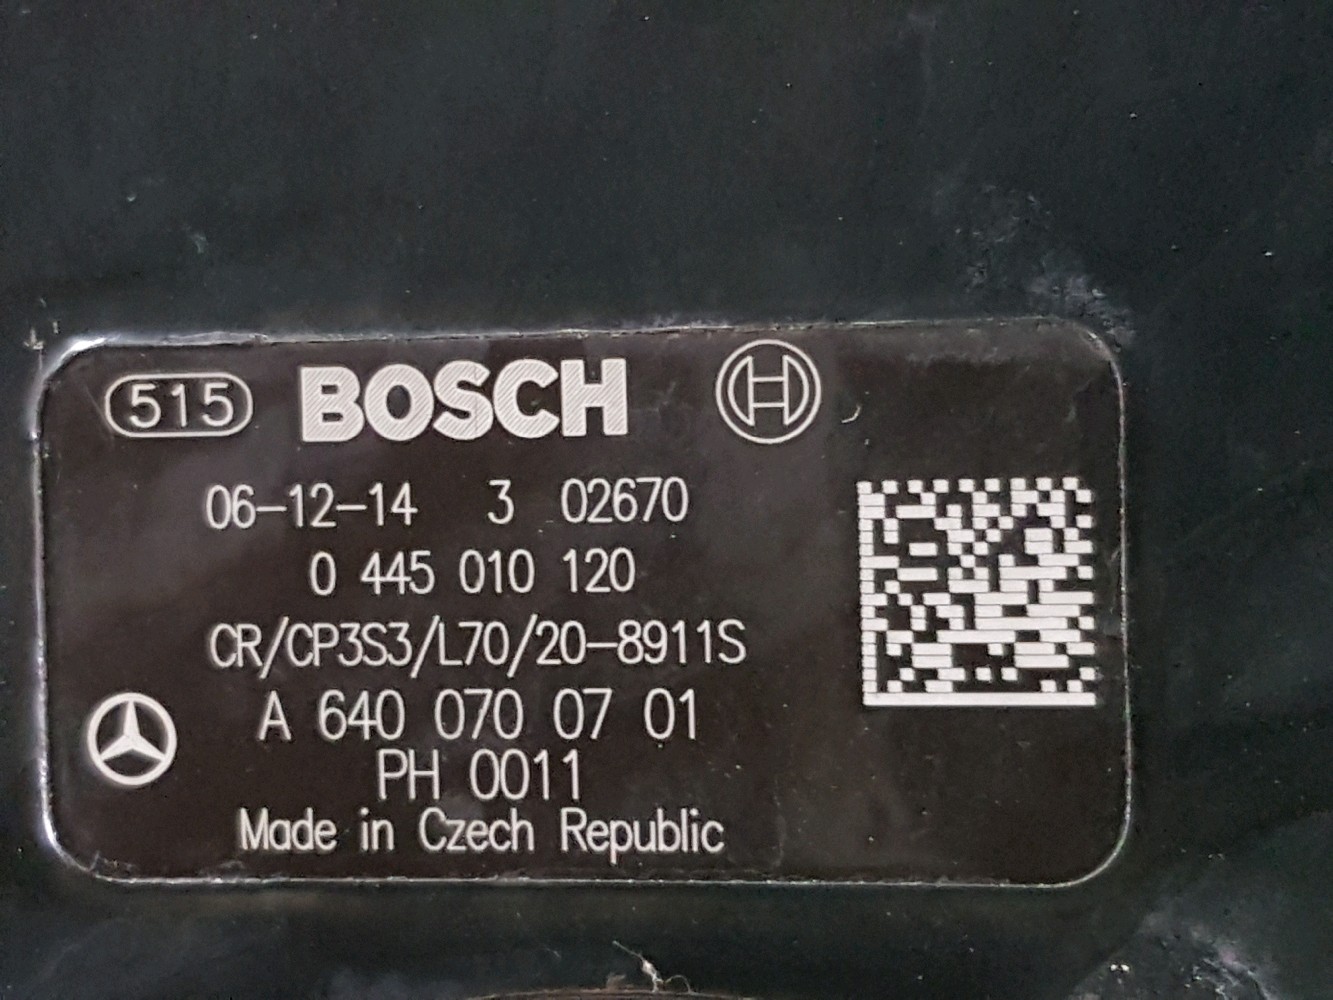 515 BOSCH
06-12-14 3 02670
0 445 010 120
CR/CP3S3/L70/20-8911S
A 640 070 07 01
PH 0011
Made in Czech Republic